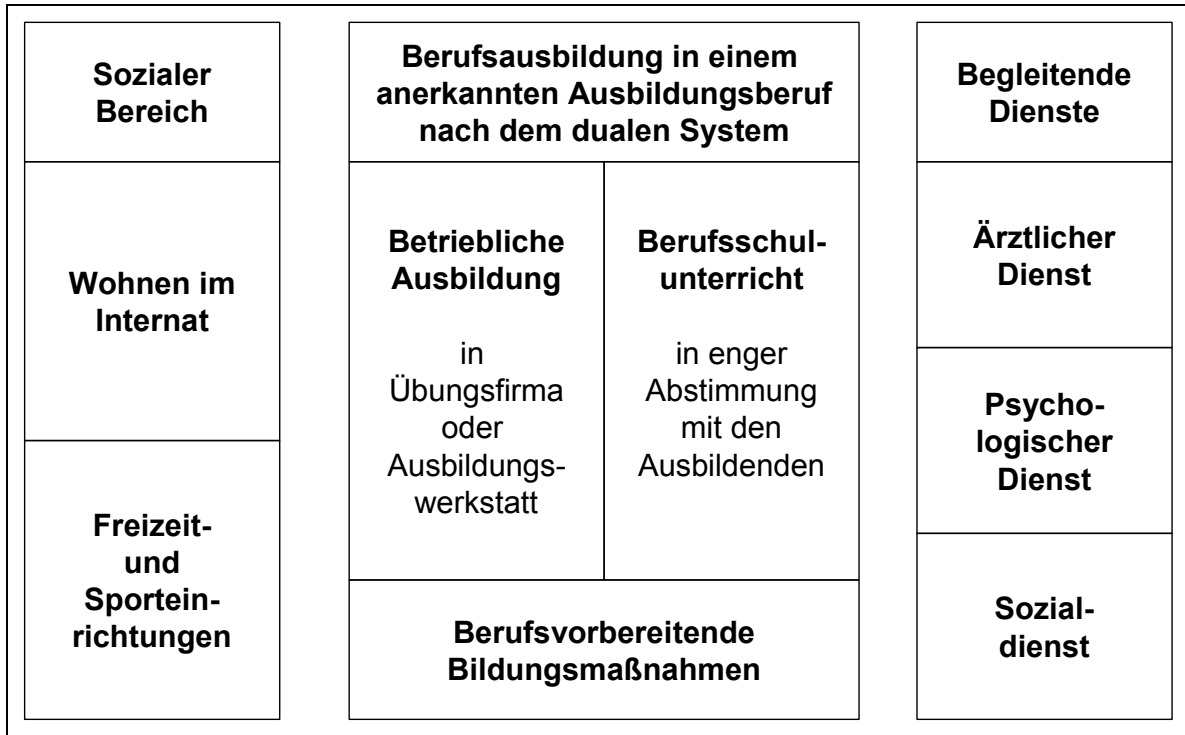 Sozialer
Bereich
Wohnen im
Internat
Freizeit-
und
Sportein-
richtungen
Berufsausbildung in einem
anerkannten Ausbildungsberuf
nach dem dualen System
Betriebliche
Ausbildung
in
Übungsfirma
oder
Ausbildungs-
werkstatt
Berufsschul-
unterricht
in enger
Abstimmung
mit den
Ausbildenden
Berufsvorbereitende
Bildungsmaßnahmen
Begleitende
Dienste
Ärztlicher
Dienst
Psycho-
logischer
Dienst
Sozial-
dienst